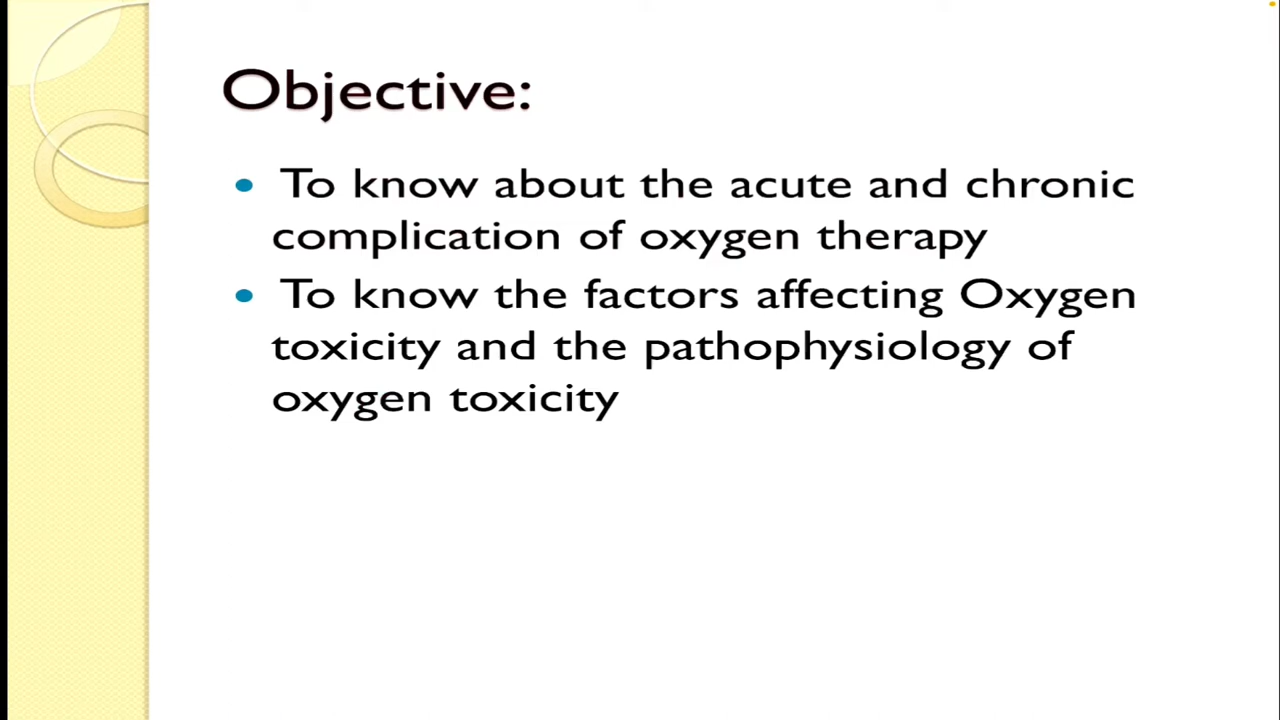 Objective:
• To know about the acute and chronic
complication of oxygen therapy
• To know the factors affecting Oxygen
toxicity and the pathophysiology of
oxygen toxicity